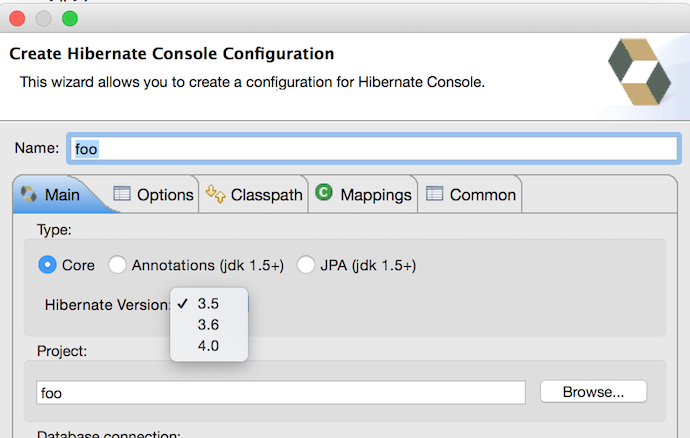 Create Hibernate Console Configuration
This wizard allows you to create a configuration for Hibernate Console.
Name: foo
Main Options Classpath C Mappings Common
Type:
Core Annotations (jdk 1.5+) JPA (jdk 1.5+)
Hibernate Version: ✓ 3.5
3.6
4.0
Project:
foo Browse...
Database connection: